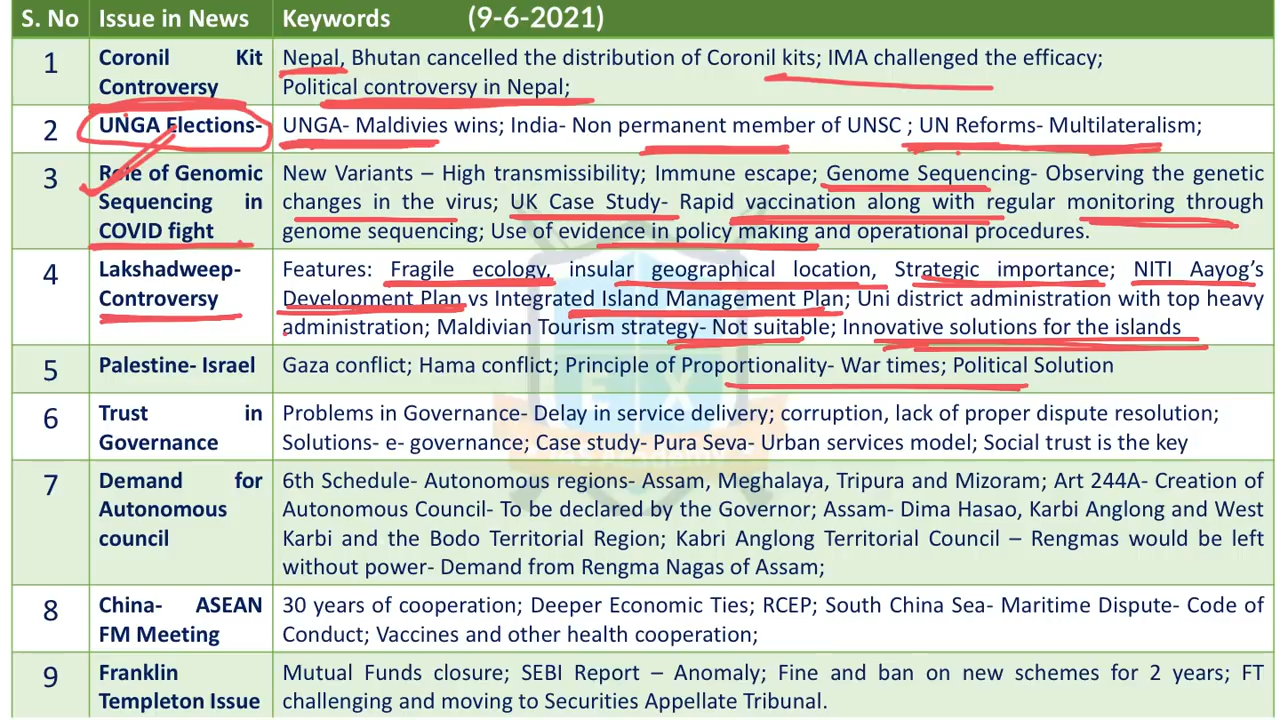 S. No Issue in News Keywords (9-6-2021)
1 Coronil Kit Controversy
Nepal, Bhutan cancelled the distribution of Coronil kits; IMA challenged the efficacy;
Political controversy in Nepal;
2 UNGA Elections-
UNGA- Maldivies wins; India- Non permanent member of UNSC ; UN Reforms- Multilateralism;
3 Role of Genomic
Sequencing in
COVID fight
New Variants – High transmissibility; Immune escape; Genome Sequencing- Observing the genetic
changes in the virus; UK Case Study- Rapid vaccination along with regular monitoring through
genome sequencing; Use of evidence in policy making and operational procedures.
4 Lakshadweep-
Controversy
Features: Fragile ecology, insular geographical location, Strategic importance; NITI Aayog's
Development Plan vs Integrated Island Management Plan; Uni district administration with top heavy
administration; Maldivian Tourism strategy- Not suitable; Innovative solutions for the islands
5 Palestine- Israel
Gaza conflict; Hama conflict; Principle of Proportionality- War times; Political Solution
6 Trust in
Governance
Problems in Governance- Delay in service delivery; corruption, lack of proper dispute resolution;
Solutions- e- governance; Case study- Pura Seva- Urban services model; Social trust is the key
7 Demand for
Autonomous
council
6th Schedule- Autonomous regions- Assam, Meghalaya, Tripura and Mizoram; Art 244A- Creation of
Autonomous Council- To be declared by the Governor; Assam- Dima Hasao, Karbi Anglong and West
Karbi and the Bodo Territorial Region; Kabri Anglong Territorial Council – Rengmas would be left
without power- Demand from Rengma Nagas of Assam;
8 China- ASEAN
FM Meeting
30 years of cooperation; Deeper Economic Ties; RCEP; South China Sea- Maritime Dispute- Code of
Conduct; Vaccines and other health cooperation;
9 Franklin
Templeton Issue
Mutual Funds closure; SEBI Report – Anomaly; Fine and ban on new schemes for 2 years; FT
challenging and moving to Securities Appellate Tribunal.